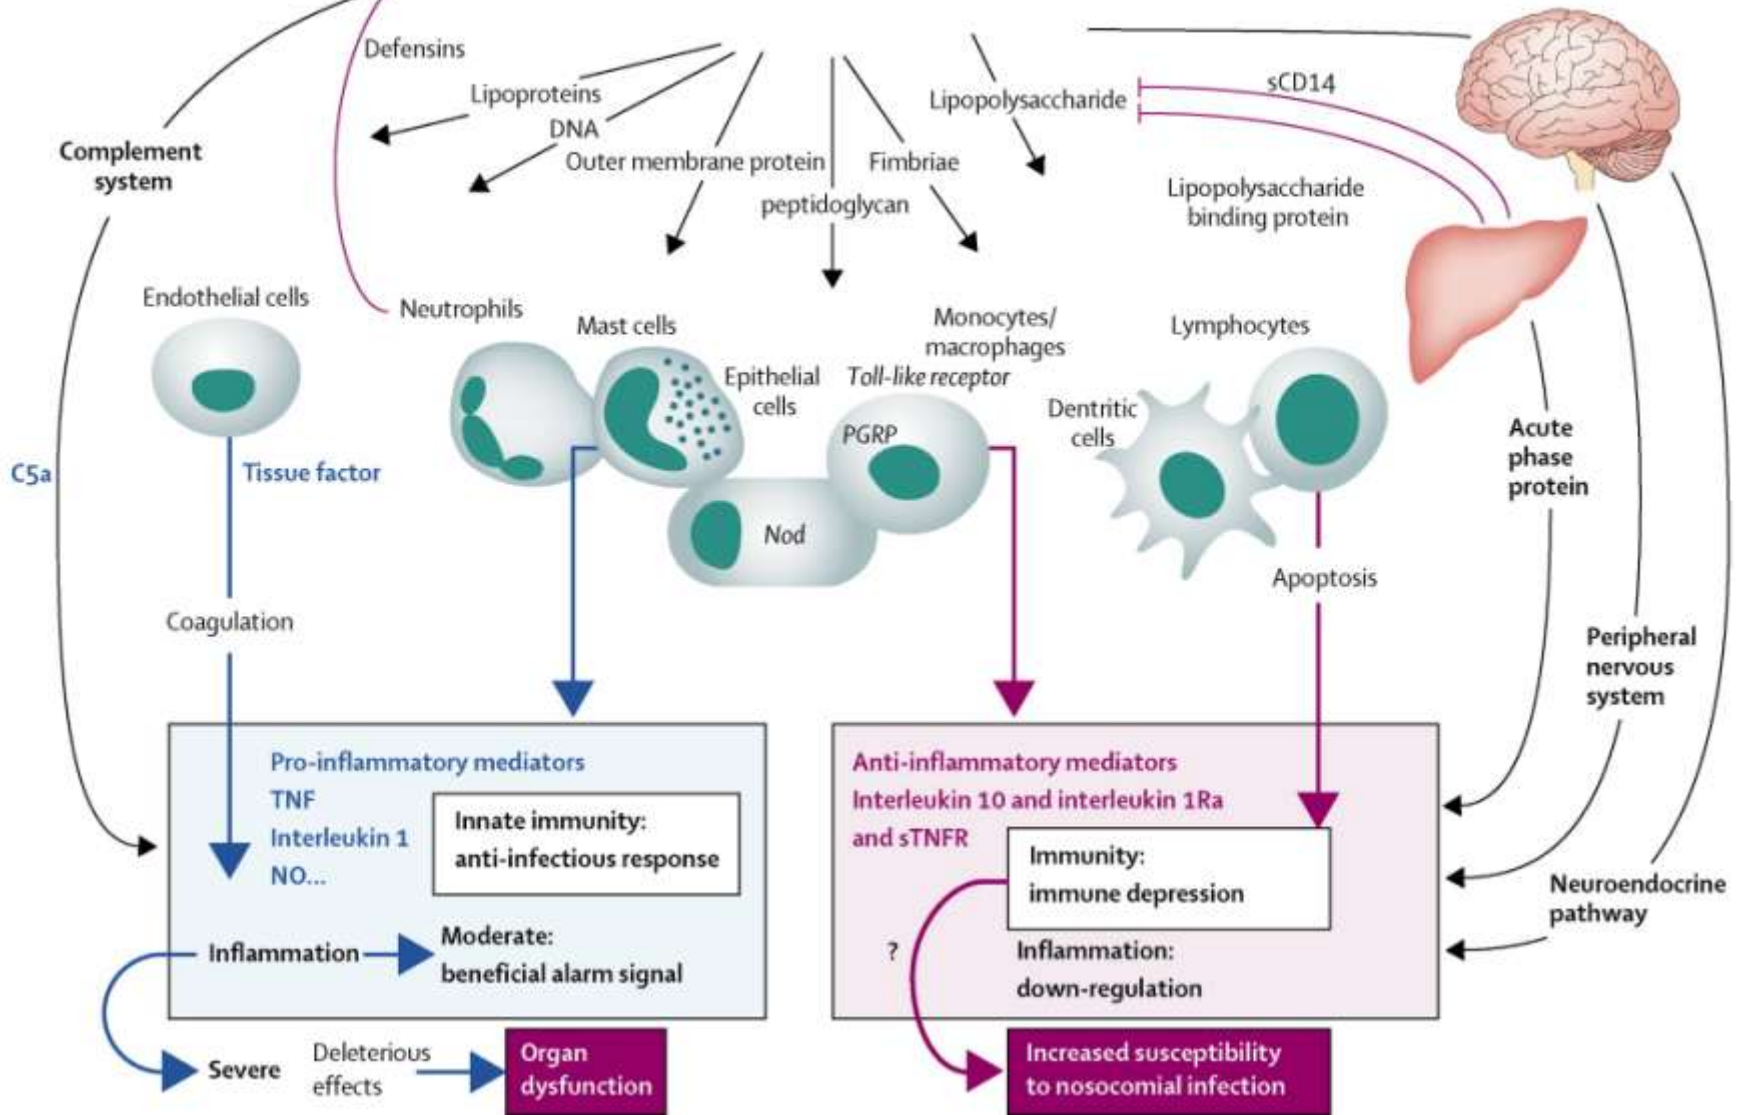 Defensins
Lipoproteins
DNA
Outer membrane protein
peptidoglycan
Fimbriae
Lipopolysaccharide
sCD14
Lipopolysaccharide
binding protein
Complement
system
Endothelial cells
Neutrophils
Mast cells
Epithelial
cells
Monocytes/
macrophages
Toll-like receptor
PGRP
Nod
Lymphocytes
Dentritic
cells
C5a
Tissue factor
Coagulation
Apoptosis
Acute
phase
protein
Peripheral
nervous
system
Neuroendocrine
pathway
Pro-inflammatory mediators
TNF
Interleukin 1
NO...
Innate immunity:
anti-infectious response
Inflammation
Moderate:
beneficial alarm signal
Severe
Deleterious
effects
Organ
dysfunction
Anti-inflammatory mediators
Interleukin 10 and interleukin 1Ra
and sTNFR
Immunity:
immune depression
?
Inflammation:
down-regulation
Increased susceptibility
to nosocomial infection